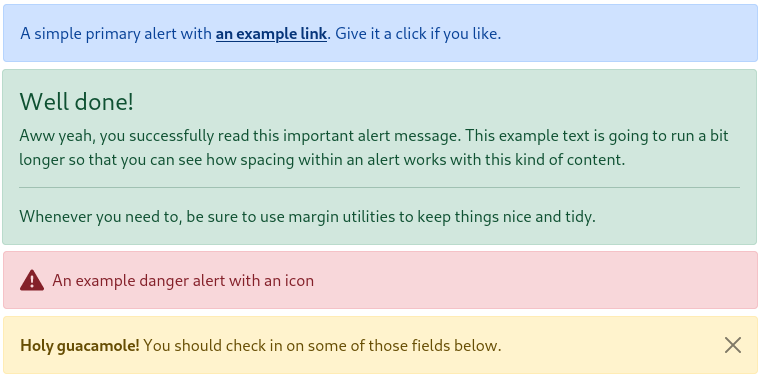 A simple primary alert with an example link. Give it a click if you like.
Well done!
Aww yeah, you successfully read this important alert message. This example text is going to run a bit
longer so that you can see how spacing within an alert works with this kind of content.
Whenever you need to, be sure to use margin utilities to keep things nice and tidy.
An example danger alert with an icon
Holy guacamole! You should check in on some of those fields below.